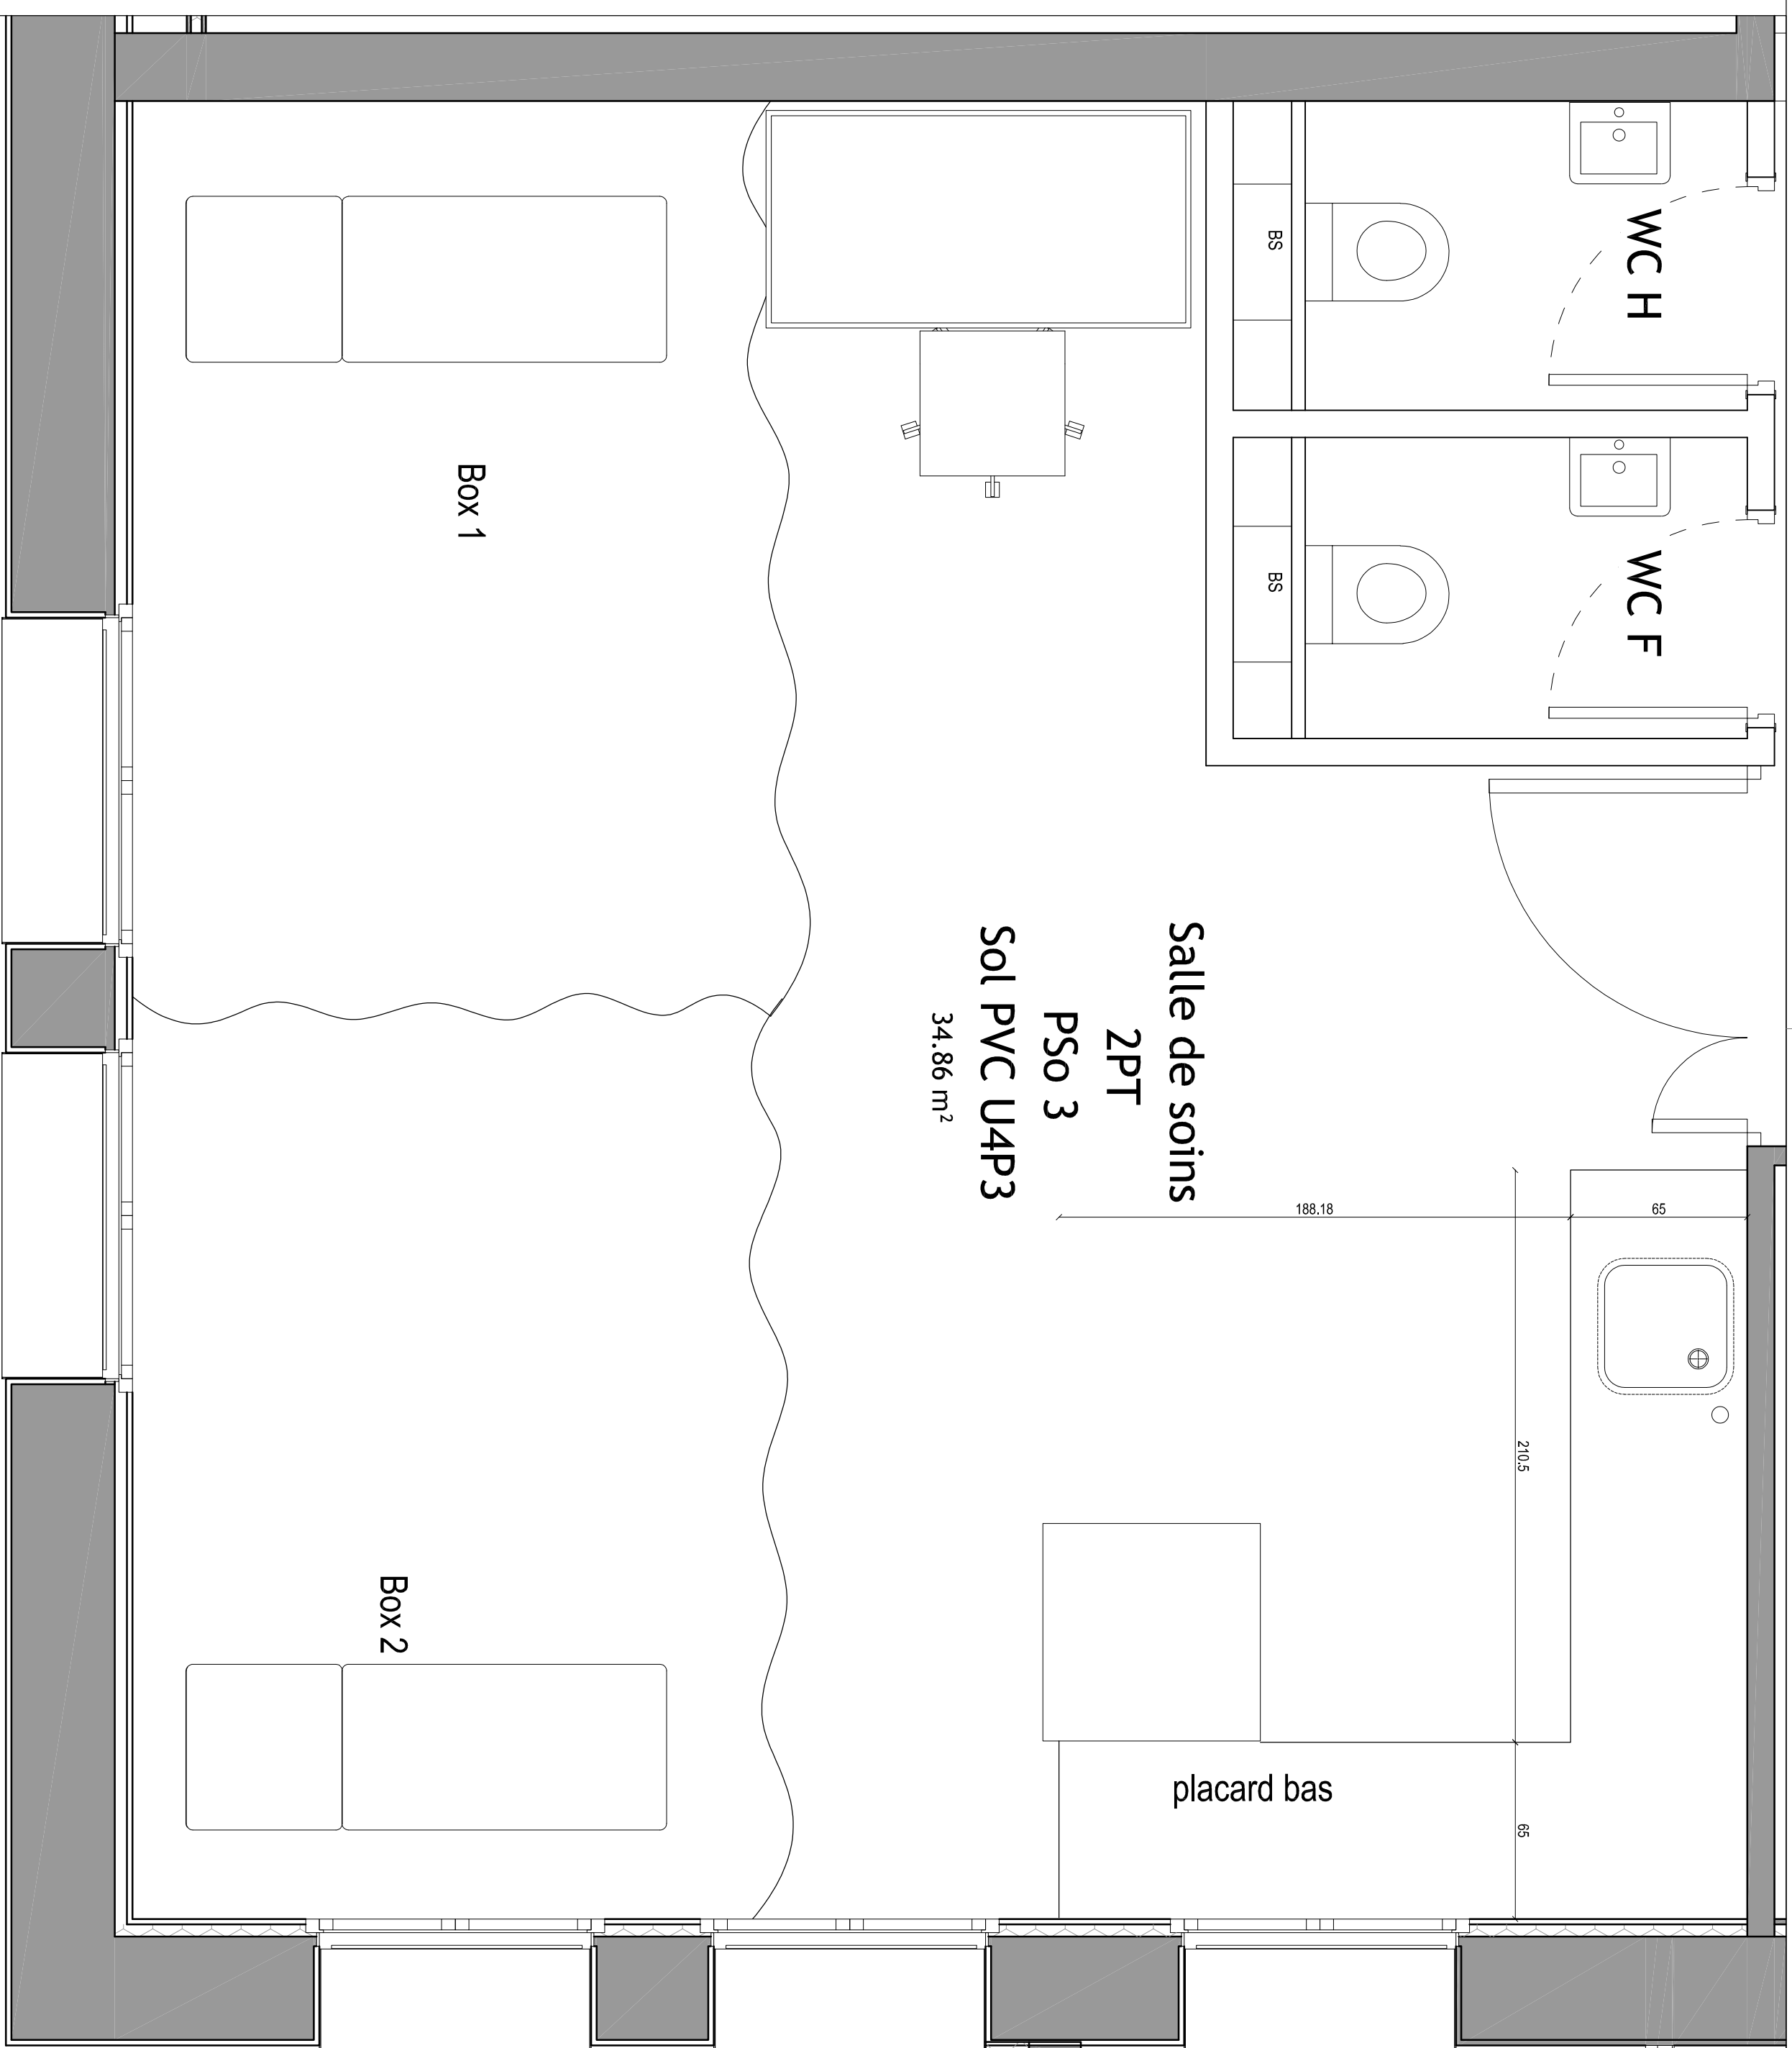 WC H
WC F
BS
BS
Box 1
Salle de soins
2PT
PSo 3
Sol PVC U4P3
34.86 m²
188.18
65
210.5
65
Box 2
placard bas